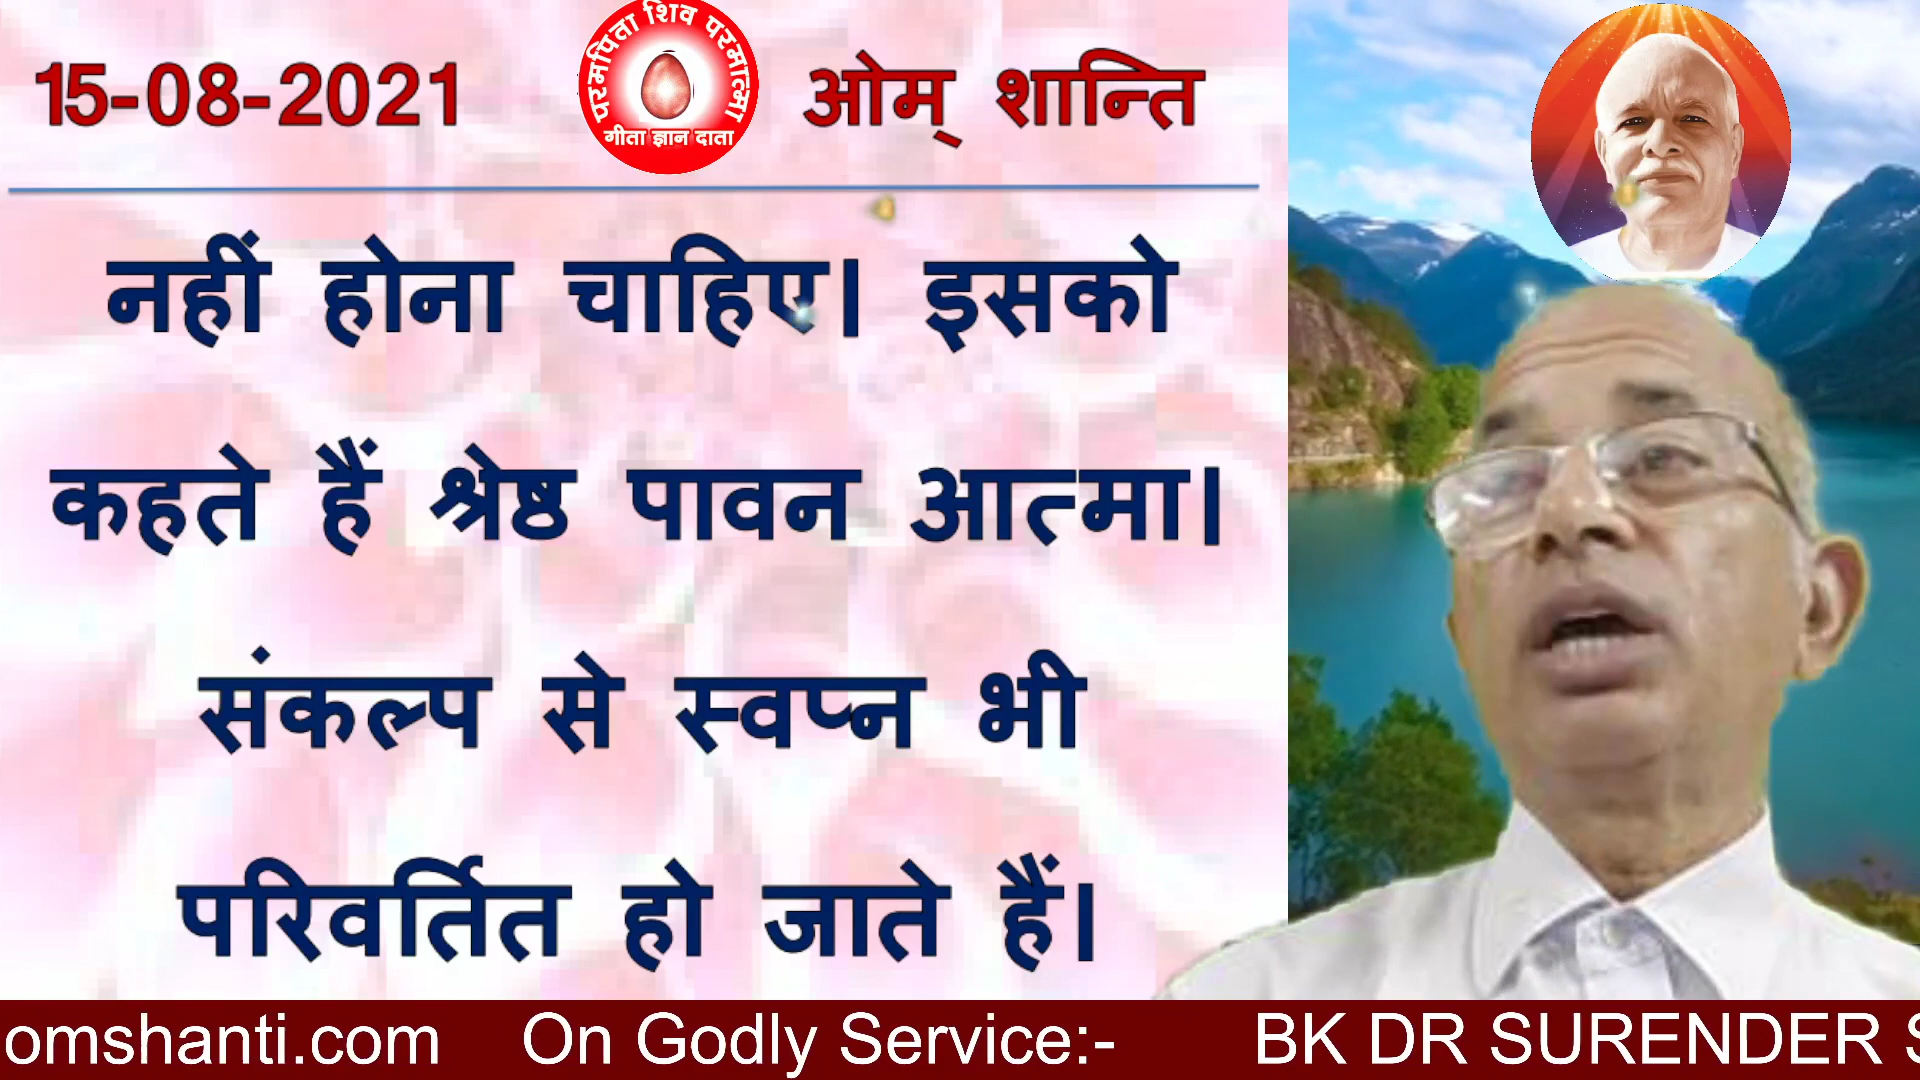 15-08-2021
परमपिता शिव परमात्मा
गीता ज्ञान दाता
ओम् शान्ति
नहीं होना चाहिए। इसको
कहते हैं श्रेष्ठ पावन आत्मा।
संकल्प से स्वप्न भी
परिवर्तित हो जाते हैं।
omshanti.com On Godly Service:- BK DR SURENDER S